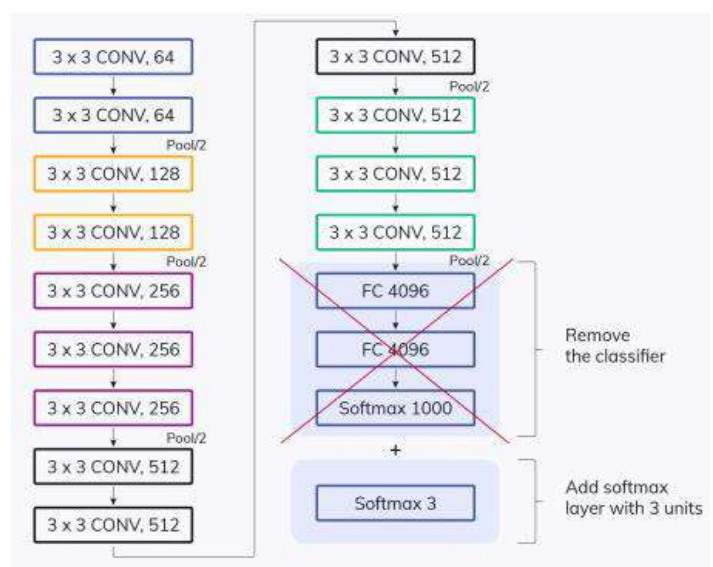 3 x 3 CONV, 64
3 x 3 CONV, 64
Pool/2
3 x 3 CONV, 128
3 x 3 CONV, 128
Pool/2
3 x 3 CONV, 256
3 x 3 CONV, 256
3 x 3 CONV, 256
Pool/2
3 x 3 CONV, 512
3 x 3 CONV, 512
3 x 3 CONV, 512
Pool/2
3 x 3 CONV, 512
3 x 3 CONV, 512
3 x 3 CONV, 512
Pool/2
FC 4096
FC 4096
Softmax 1000
Remove
the classifier
+
Softmax 3
Add softmax
layer with 3 units